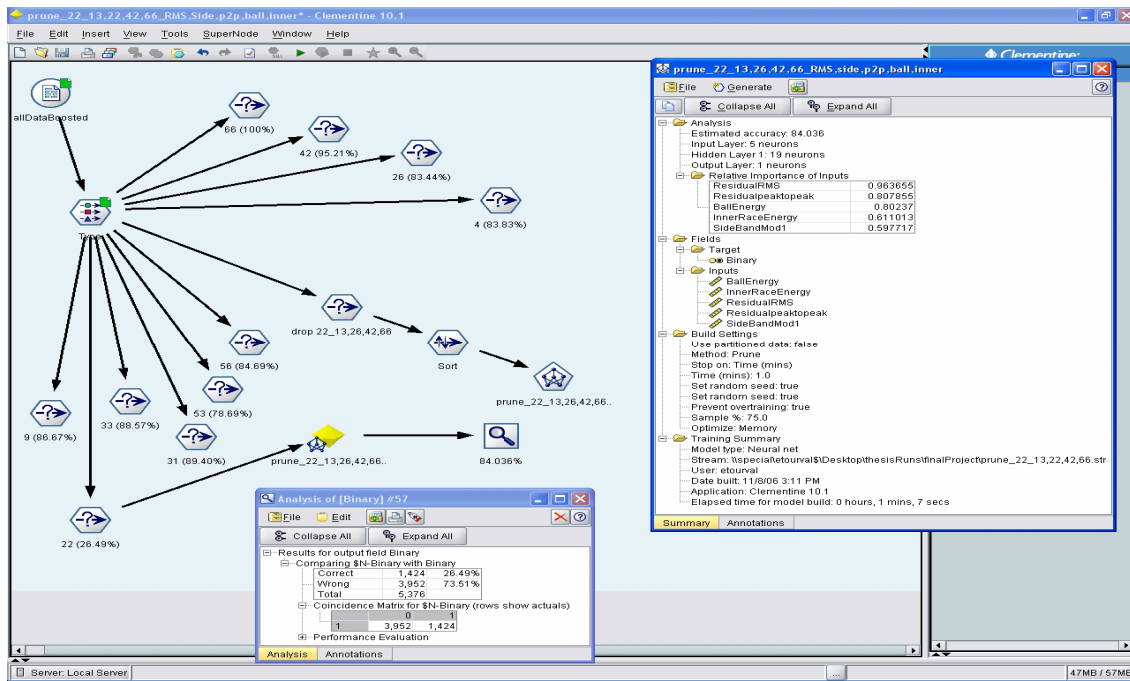 prune_22_13,22,42,66_RMS,Side,p2p,ball,inner* - Clementine 10.1
File Edit Insert View Tools SuperNode Window Help
Clementine:
allDataBoosted
66 (100%)
42 (95.21%)
26 (83.44%)
4 (83.83%)
Type
drop 22_13,26,42,66
Sort
prune_22_13,26,42,66..
56 (84.69%)
53 (78.69%)
9 (86.67%)
33 (88.57%)
31 (89.40%)
prune_22_13,26,42,66..
84.036%
22 (26.49%)
prune_22_13,26,42,66_RMS,side,p2p,ball,inner
File Generate
Collapse All Expand All
Analysis
Estimated accuracy: 84.036
Input Layer: 5 neurons
Hidden Layer 1: 19 neurons
Output Layer: 1 neurons
Relative Importance of Inputs
ResidualRMS 0.963655
Residualpeaktopeak 0.807855
BallEnergy 0.80237
InnerRaceEnergy 0.611013
SideBandMod1 0.597717
Fields
Target
Binary
Inputs
BallEnergy
InnerRaceEnergy
ResidualRMS
Residualpeaktopeak
SideBandMod1
Build Settings
Use partitioned data: false
Method: Prune
Stop on: Time (mins)
Time (mins): 1.0
Set random seed: true
Set random seed: true
Prevent overtraining: true
Sample %: 75.0
Optimize: Memory
Training Summary
Model type: Neural net
Stream: \\special\etourval$\Desktop\thesisRuns\finalProject\prune_22_13,22,42,66.str
User: etourval
Date built: 11/8/06 3:11 PM
Application: Clementine 10.1
Elapsed time for model build: 0 hours, 1 mins, 7 secs
Summary Annotations
Analysis of [Binary] #57
File Edit
Collapse All Expand All
Results for output field Binary
Comparing $N-Binary with Binary
Correct 1,424 26.49%
Wrong 3,952 73.51%
Total 5,376
Coincidence Matrix for $N-Binary (rows show actuals)
0 1
1 3,952 1,424
Performance Evaluation
Analysis Annotations
Server: Local Server
...
47MB / 57ME